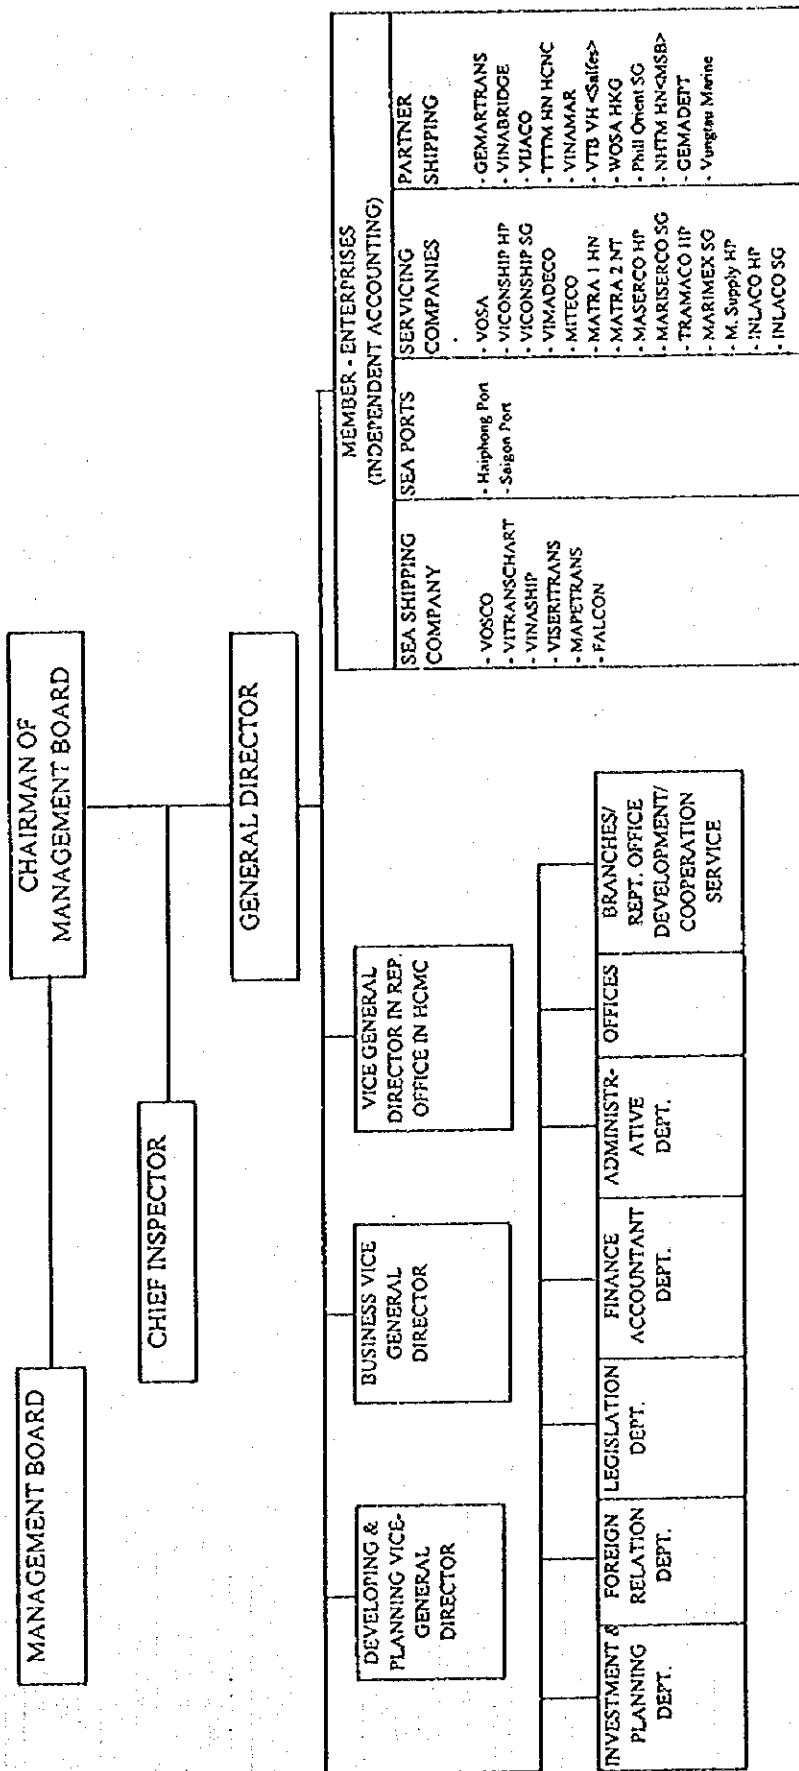 CHAIRMAN OF
MANAGEMENT BOARD
MANAGEMENT BOARD
CHIEF INSPECTOR
GENERAL DIRECTOR
DEVELOPING &
PLANNING VICE-
GENERAL
DIRECTOR
BUSINESS VICE
GENERAL
DIRECTOR
VICE GENERAL
DIRECTOR IN REP.
OFFICE IN HCMC
INVESTMENT &
PLANNING
DEPT.
FOREIGN
RELATION
DEPT.
LEGISLATION
DEPT.
FINANCE
ACCOUNTANT
DEPT.
ADMINISTR-
ATIVE
DEPT.
OFFICES
BRANCHES/
REPT. OFFICE
DEVELOPMENT/
COOPERATION
SERVICE
MEMBER - ENTERPRISES
(INDEPENDENT ACCOUNTING)
SEA SHIPPING
COMPANY
- VOSCO
- VITRANSCHART
- VINASHIP
- VISERITRANS
- MAPETRANS
- FALCON
SEA PORTS
- Haiphong Port
- Saigon Port
SERVICING
COMPANIES
- VOSA
- VICONSHIP HP
- VICONSHIP SG
- VIMADECO
- MITECO
- MATRA 1 HN
- MATRA 2 NT
- MASERCO HP
- MARISERCO SG
- TRAMACO HP
- MARIMEX SG
- M. Supply HP
- INLACO HP
- INLACO SG
PARTNER
SHIPPING
- GEMARTRANS
- VINABRIDGE
- VIJACO
- TTTM HN HCNC
- VINAMAR
- VTB VH
- WOSA HKG
- Phill Orient SG
- NHTM HN<MSB>
- GEMADEPT
- Vungtau Marine